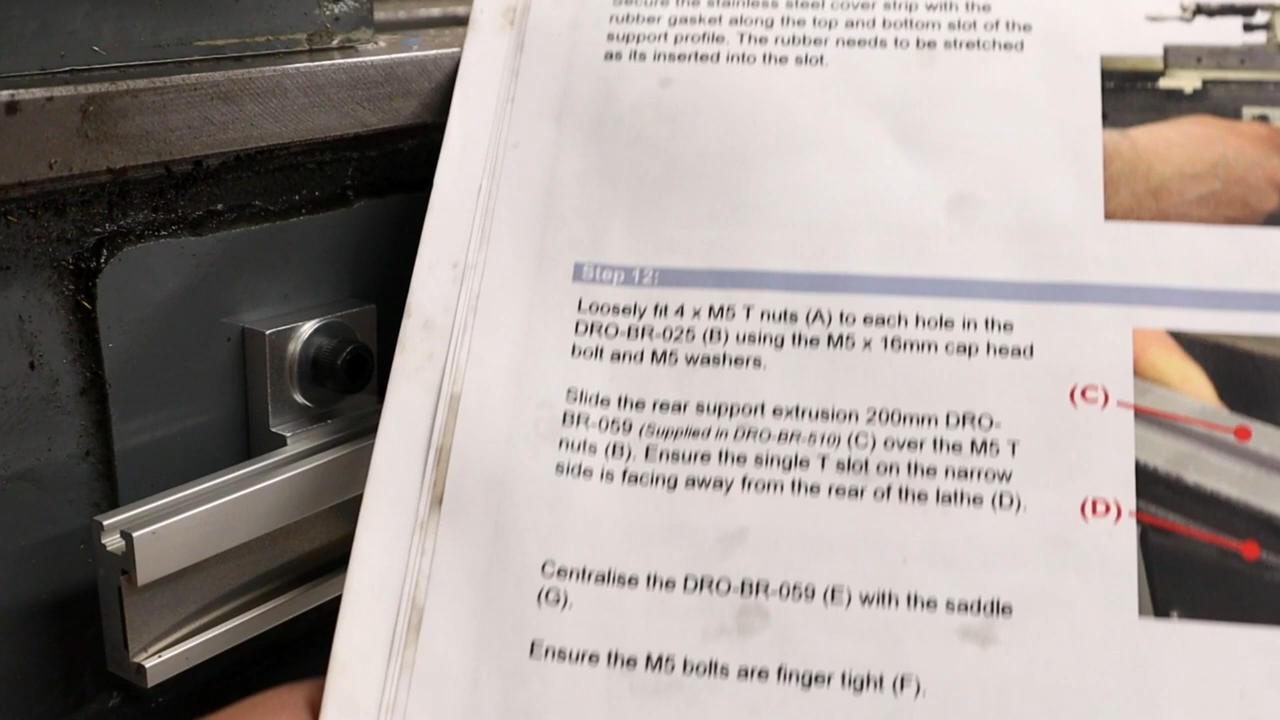 Secure the stainless steel cover strip with the
rubber gasket along the top and bottom slot of the
support profile. The rubber needs to be stretched
as its inserted into the slot.
Step 12:
Loosely fit 4 x M5 T nuts (A) to each hole in the
DRO-BR-025 (B) using the M5 x 16mm cap head
bolt and M5 washers.
Slide the rear support extrusion 200mm DRO-
BR-059 (Supplied in DRO-BR-510) (C) over the M5 T
nuts (B). Ensure the single T slot on the narrow
side is facing away from the rear of the lathe (D).
Centralise the DRO-BR-059 (E) with the saddle
(G).
Ensure the M5 bolts are finger tight (F).
(C)
(D)